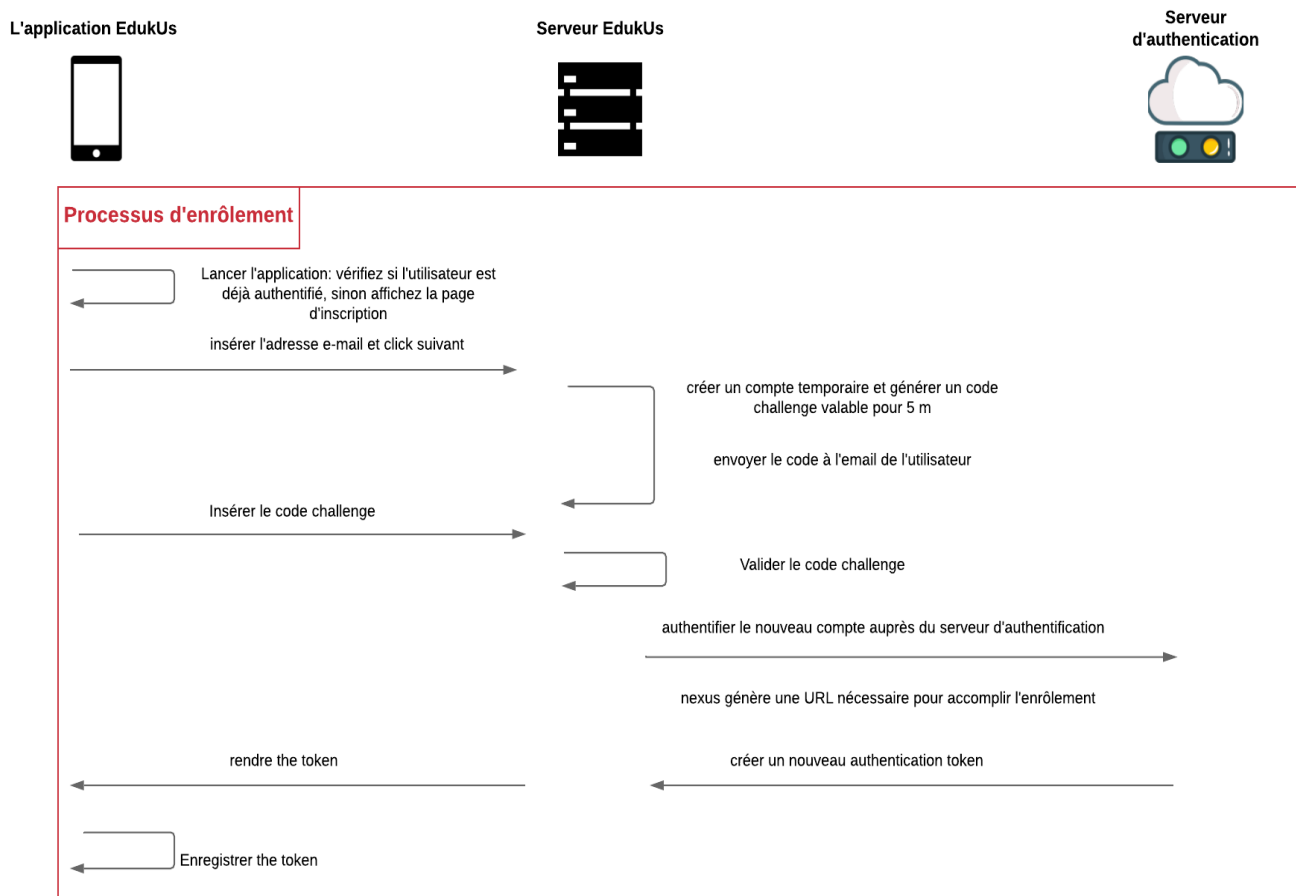 L'application EdukUs
Serveur EdukUs
Serveur
d'authentication
Processus d'enrôlement
Lancer l'application: vérifiez si l'utilisateur est
déjà authentifié, sinon affichez la page
d'inscription
insérer l'adresse e-mail et click suivant
créer un compte temporaire et générer un code
challenge valable pour 5 m
envoyer le code à l'email de l'utilisateur
Insérer le code challenge
Valider le code challenge
authentifier le nouveau compte auprès du serveur d'authentification
nexus génère une URL nécessaire pour accomplir l'enrôlement
rendre the token
créer un nouveau authentication token
Enregistrer the token